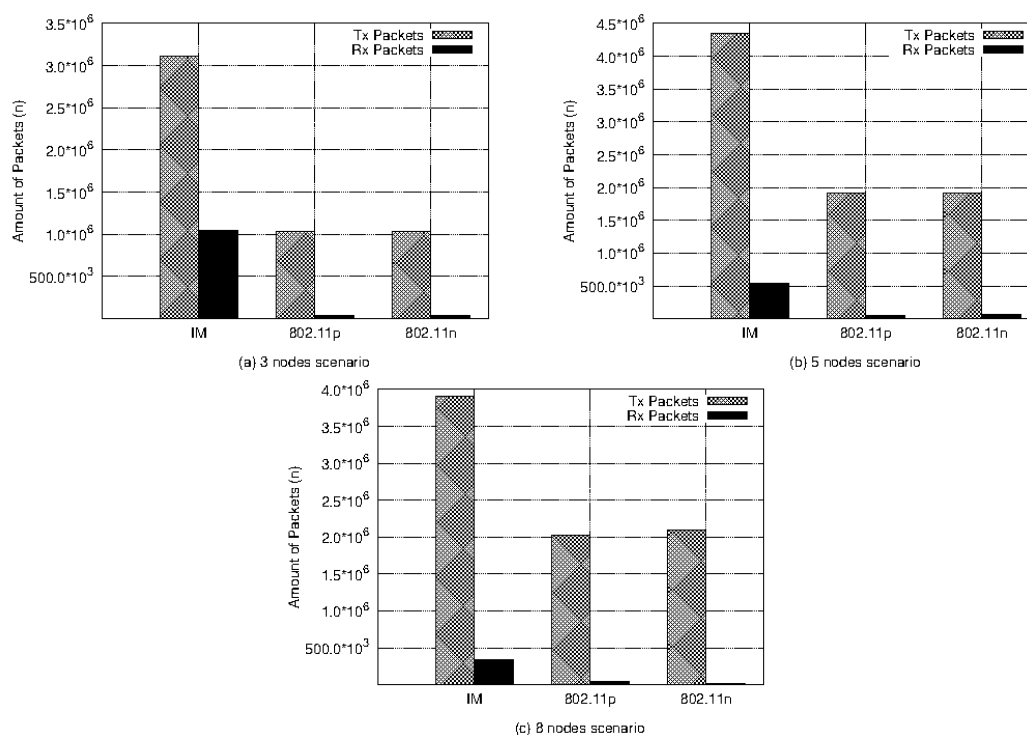 3.5*10^6
3.0*10^6
2.5*10^6
2.0*10^6
1.5*10^6
1.0*10^6
500.0*10^3
Amount of Packets (n)
Tx Packets
Rx Packets
IM 802.11p 802.11n
(a) 3 nodes scenario
4.5*10^6
4.0*10^6
3.5*10^6
4.5*10^6
2.5*10^6
2.0*10^6
1.5*10^6
1.0*10^6
500.0*10^3
Amount of Packets (n)
Tx Packets
Rx Packets
IM 802.11p 802.11n
(b) 5 nodes scenario
4.0*10^6
3.5*10^6
3.0*10^6
2.5*10^6
2.0*10^6
1.5*10^6
1.0*10^6
500.0*10^3
Amount of Packets (n)
Tx Packets
Rx Packets
IM 802.11p 802.11n
(c) 8 nodes scenario